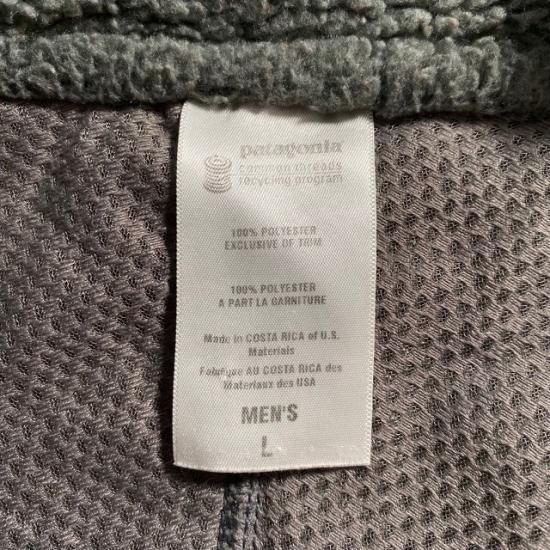 patagonia
common threads
recycling program
100% POLYESTER
EXCLUSIVE OF TRIM
100% POLYESTER
A PART LA GARNITURE
Made in COSTA RICA of U.S.
Materials
Fabrique AU COSTA RICA des
Materiaux des USA
MEN'S
L